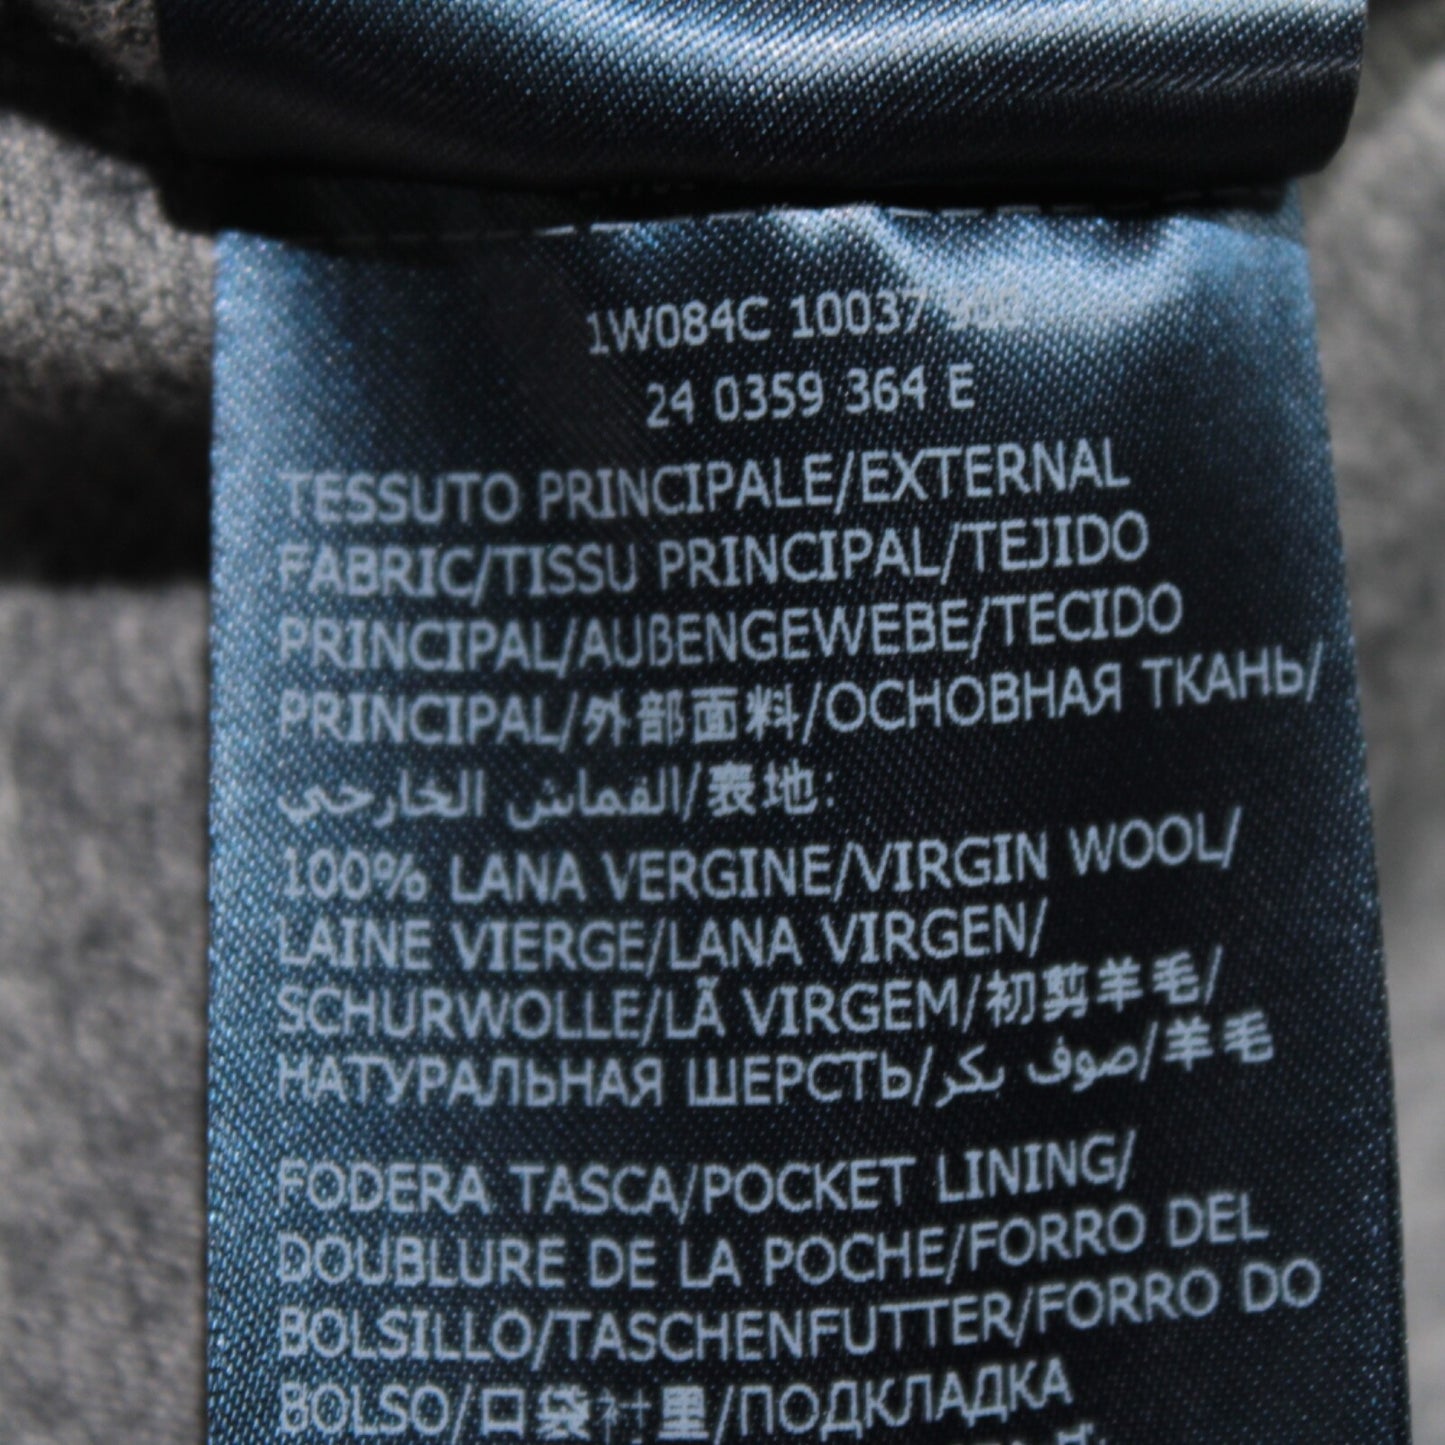 1W084C 10037 900
24 0359 364 E
TESSUTO PRINCIPALE/EXTERNAL
FABRIC/TISSU PRINCIPAL/TEJIDO
PRINCIPAL/AUßENGEWEBE/TECIDO
PRINCIPAL/外部面料/ОСНОВНАЯ ТКАНЬ/
القماش الخارجي/表地:
100% LANA VERGINE/VIRGIN WOOL/
LAINE VIERGE/LANA VIRGEN/
SCHURWOLLE/LÃ VIRGEM/初剪羊毛/
НАТУРАЛЬНАЯ ШЕРСТЬ/صوف بكر/羊毛
FODERA TASCA/POCKET LINING/
DOUBLURE DE LA POCHE/FORRO DEL
BOLSILLO/TASCHENFUTTER/FORRO DO
BOLSO/口袋衬里/ПОДКЛАДКА